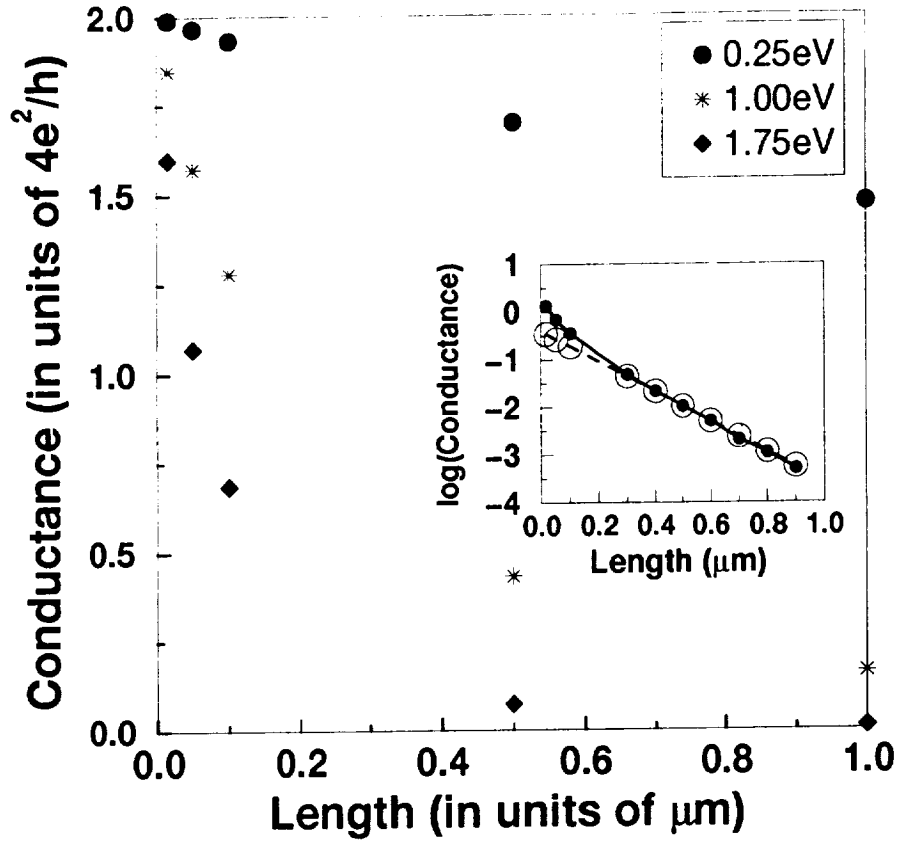 Conductance (in units of 4e²/h)
2.0
1.5
1.0
0.5
0.0
0.0 0.2 0.4 0.6 0.8 1.0
Length (in units of μm)
0.25eV
1.00eV
1.75eV
log(Conductance)
1
0
−1
−2
−3
−4
0.0 0.2 0.4 0.6 0.8 1.0
Length (μm)